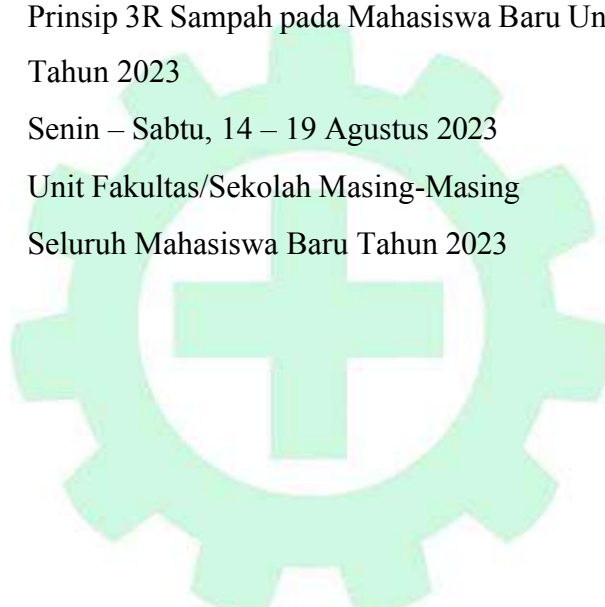 Prinsip 3R Sampah pada Mahasiswa Baru
Tahun 2023
Senin – Sabtu, 14 – 19 Agustus 2023
Unit Fakultas/Sekolah Masing-Masing
Seluruh Mahasiswa Baru Tahun 2023